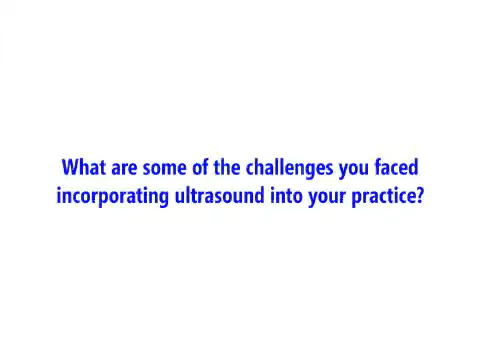 What are some of the challenges you faced
incorporating ultrasound into your practice?